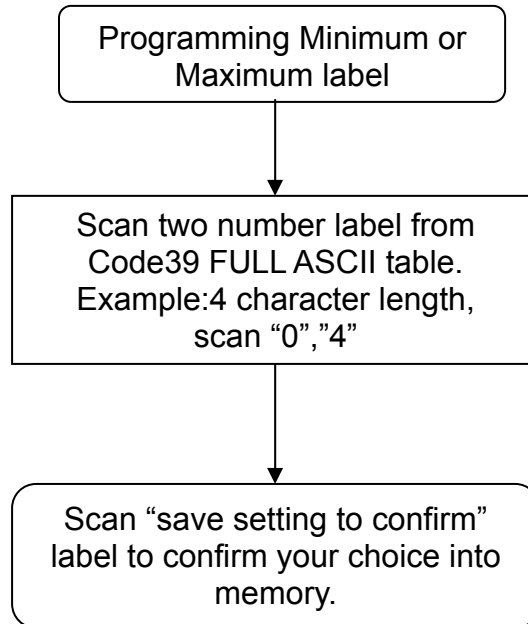 Programming Minimum or
Maximum label
Scan two number label from
Code39 FULL ASCII table.
Example:4 character length,
scan “0”,”4”
Scan “save setting to confirm”
label to confirm your choice into
memory.